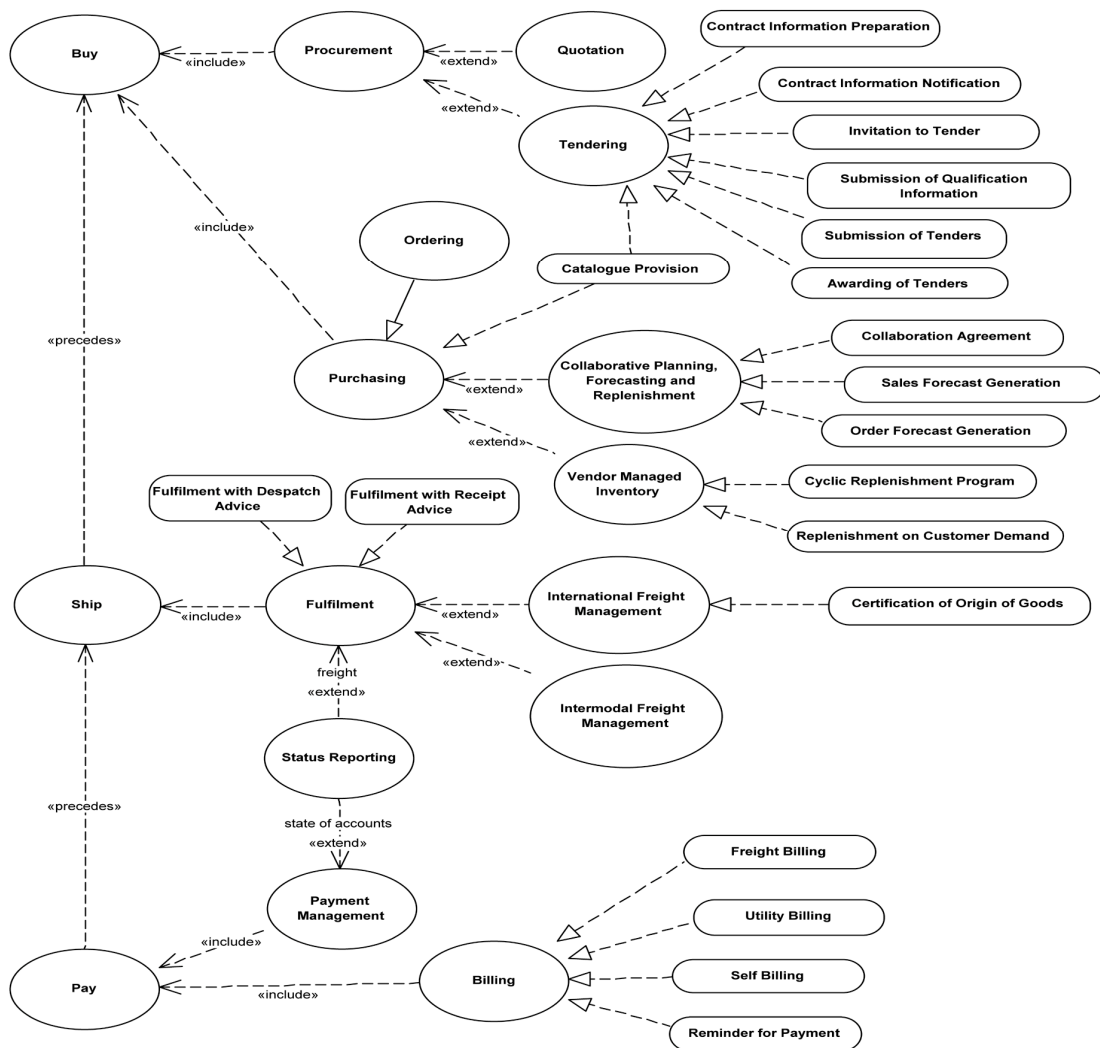 Contract Information Preparation
Buy
Procurement
Quotation
«include»
«extend»
Contract Information Notification
«extend»
Invitation to Tender
Tendering
Submission of Qualification
Information
«include»
Ordering
Submission of Tenders
Catalogue Provision
Awarding of Tenders
«precedes»
Collaboration Agreement
Purchasing
Collaborative Planning,
Forecasting and
Replenishment
«extend»
Sales Forecast Generation
Order Forecast Generation
«extend»
Vendor Managed
Inventory
Cyclic Replenishment Program
Fulfilment with Despatch
Advice
Fulfilment with Receipt
Advice
Replenishment on Customer Demand
Ship
«include»
Fulfilment
«extend»
International Freight
Management
Certification of Origin of Goods
«extend»
freight
«extend»
Intermodal Freight
Management
Status Reporting
«precedes»
state of accounts
«extend»
Freight Billing
Payment
Management
Utility Billing
«include»
Pay
«include»
Billing
Self Billing
Reminder for Payment